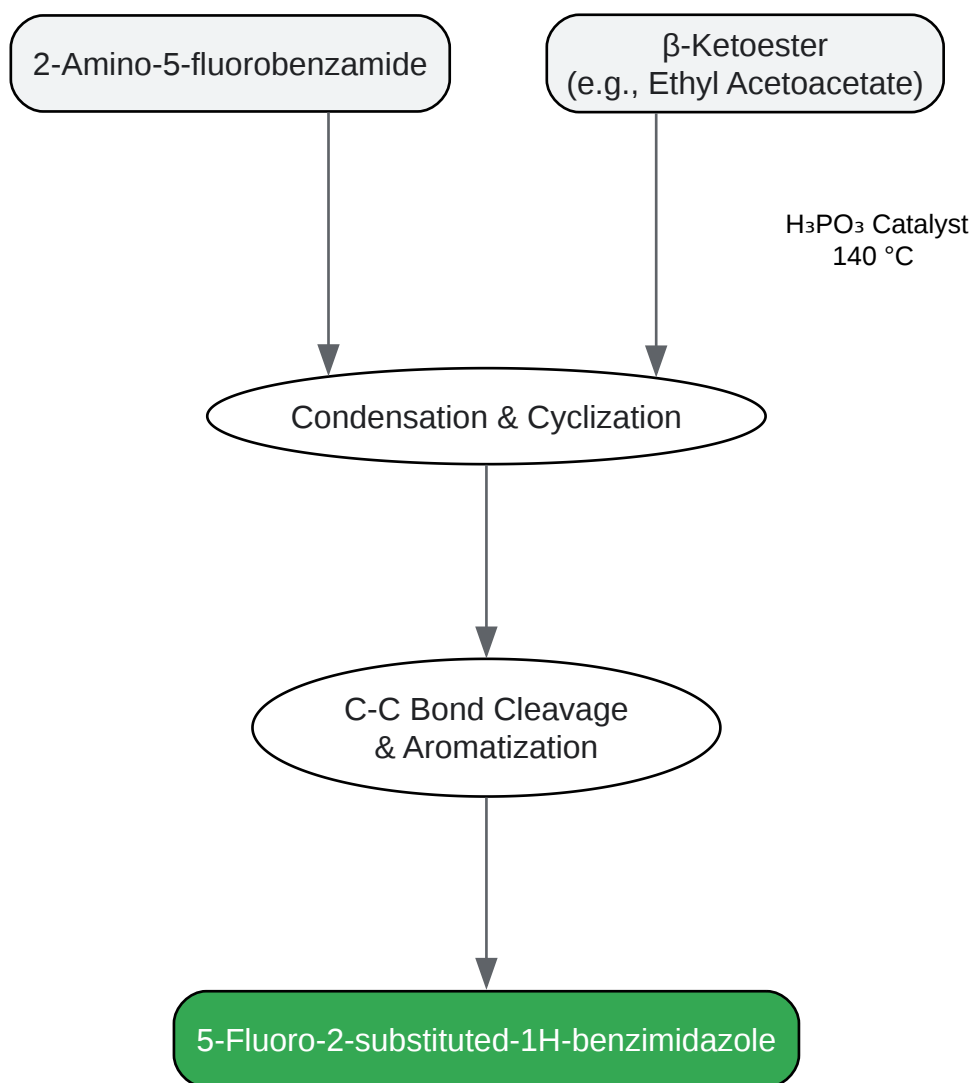 2-Amino-5-fluorobenzamide
β-Ketoester
(e.g., Ethyl Acetoacetate)
H₃PO₃ Catalyst
140 °C
Condensation & Cyclization
C-C Bond Cleavage
& Aromatization
5-Fluoro-2-substituted-1H-benzimidazole